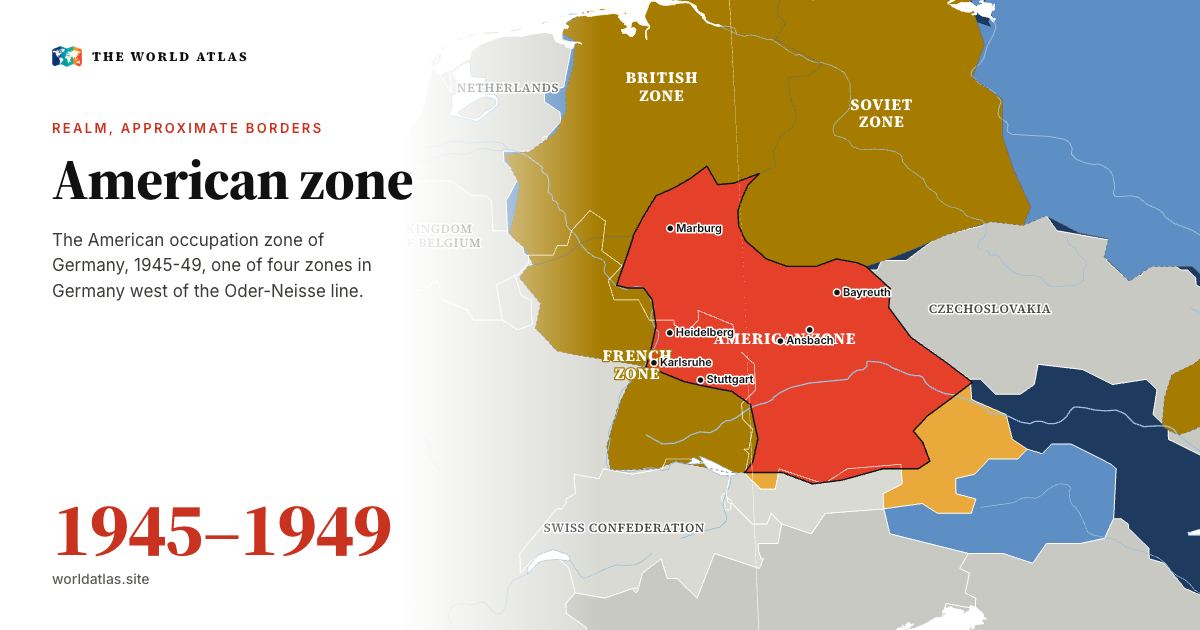 THE WORLD ATLAS
REALM, APPROXIMATE BORDERS
American zone
The American occupation zone of
Germany, 1945-49, one of four zones in
Germany west of the Oder-Neisse line.
1945–1949
worldatlas.site
NETHERLANDS
BRITISH
ZONE
SOVIET
ZONE
KINGDOM
OF BELGIUM
Marburg
Bayreuth
CZECHOSLOVAKIA
Heidelberg
AMERICAN ZONE
Ansbach
FRENCH
ZONE
Karlsruhe
Stuttgart
SWISS CONFEDERATION